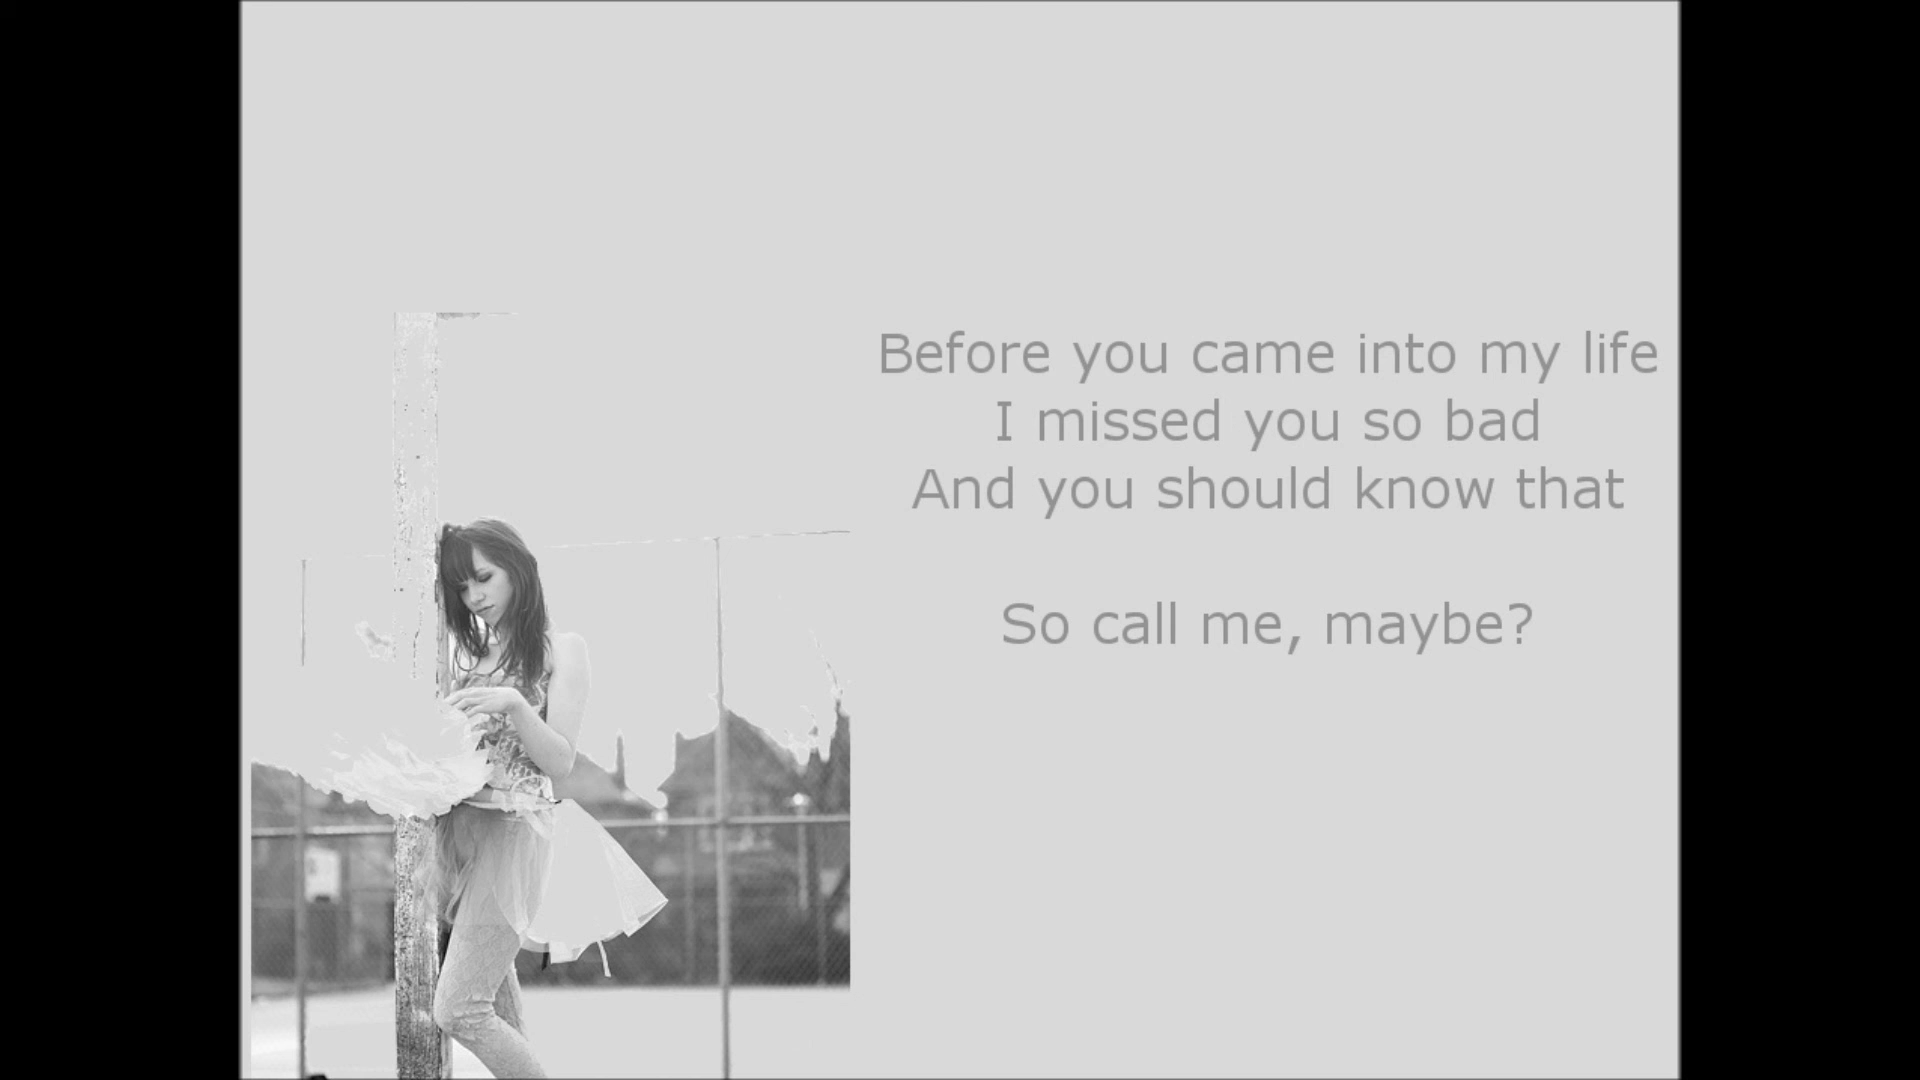 Before you came into my life
I missed you so bad
And you should know that
So call me, maybe?